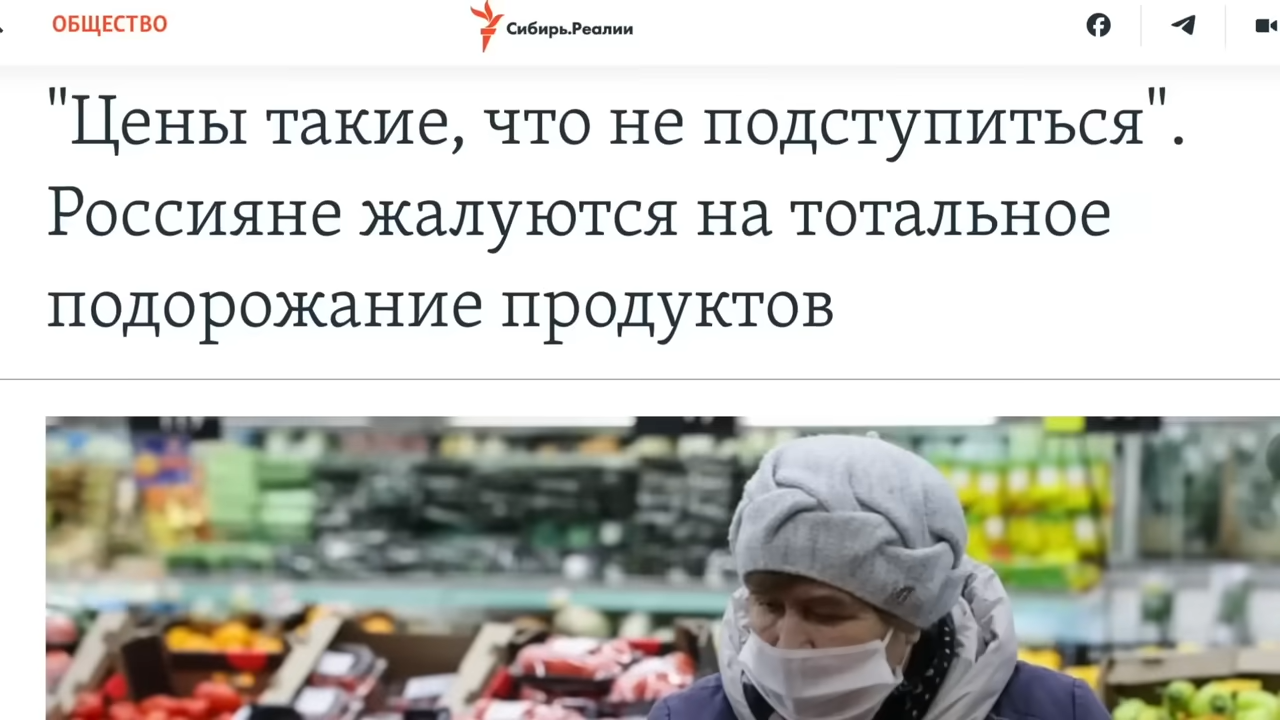 ОБЩЕСТВО
Сибирь.Реалии
"Цены такие, что не подступиться".
Россияне жалуются на тотальное
подорожание продуктов